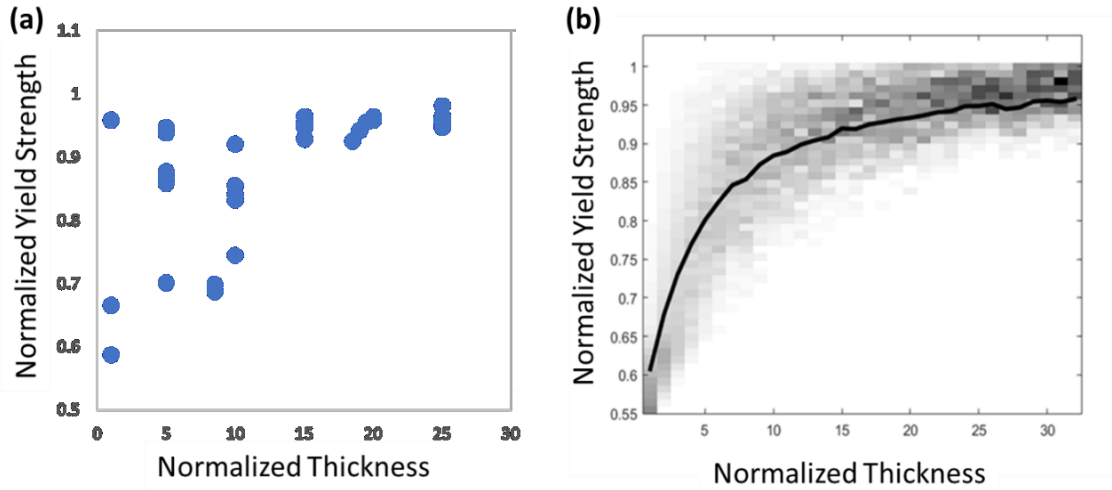 (a)
Normalized Yield Strength
1.1
1
0.9
0.8
0.7
0.6
0.5
0 5 10 15 20 25 30
Normalized Thickness
(b)
Normalized Yield Strength
1
0.95
0.9
0.85
0.8
0.75
0.7
0.65
0.6
0.55
5 10 15 20 25 30
Normalized Thickness